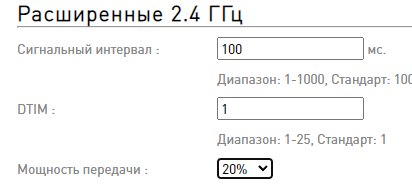 Расширенные 2.4 ГГц
Сигнальный интервал : 100 мс.
Диапазон: 1-1000, Стандарт: 100
DTIM : 1
Диапазон: 1-25, Стандарт: 1
Мощность передачи : 20%